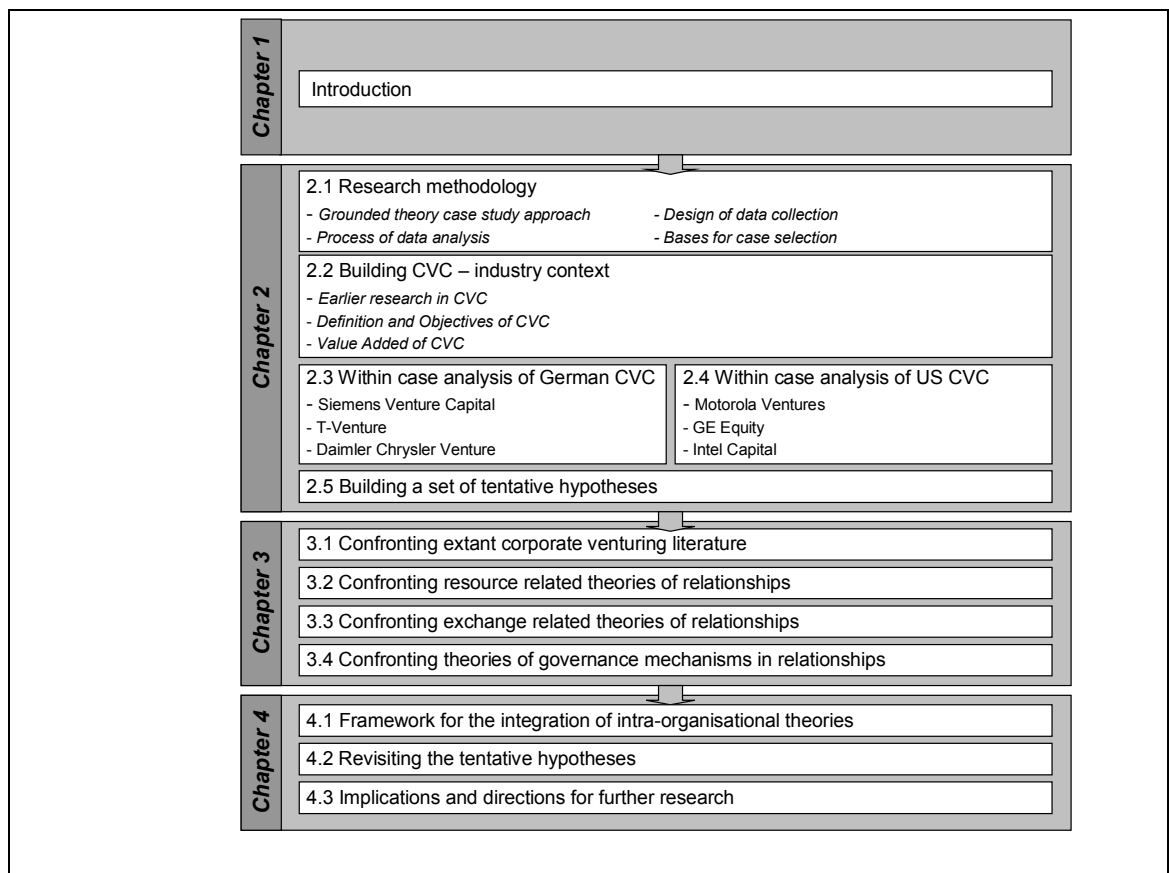 Chapter 1
Introduction
Chapter 2
2.1 Research methodology
- Grounded theory case study approach
- Design of data collection
- Process of data analysis
- Bases for case selection
2.2 Building CVC – industry context
- Earlier research in CVC
- Definition and Objectives of CVC
- Value Added of CVC
2.3 Within case analysis of German CVC
- Siemens Venture Capital
- T-Venture
- Daimler Chrysler Venture
2.4 Within case analysis of US CVC
- Motorola Ventures
- GE Equity
- Intel Capital
2.5 Building a set of tentative hypotheses
Chapter 3
3.1 Confronting extant corporate venturing literature
3.2 Confronting resource related theories of relationships
3.3 Confronting exchange related theories of relationships
3.4 Confronting theories of governance mechanisms in relationships
Chapter 4
4.1 Framework for the integration of intra-organisational theories
4.2 Revisiting the tentative hypotheses
4.3 Implications and directions for further research